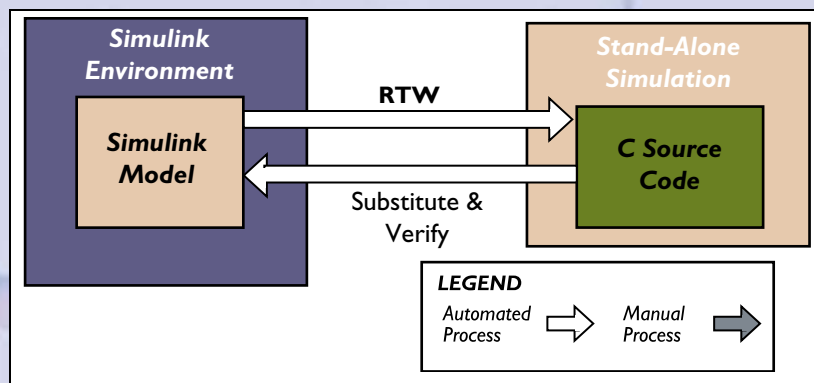 Simulink
Environment
Simulink
Model
RTW
Substitute &
Verify
Stand-Alone
Simulation
C Source
Code
LEGEND
Automated
Process
Manual
Process